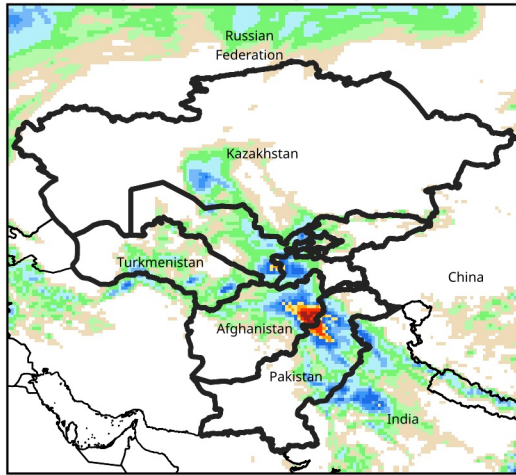 Russian
Federation
Kazakhstan
Turkmenistan
China
Afghanistan
Pakistan
India